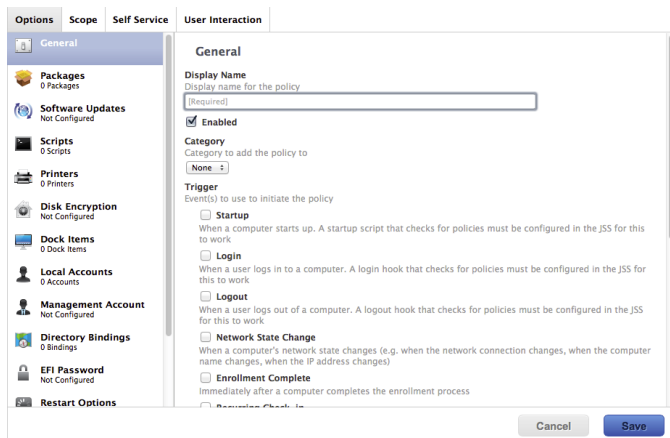 Options Scope Self Service User Interaction
General
Packages
0 Packages
Software Updates
Not Configured
Scripts
0 Scripts
Printers
0 Printers
Disk Encryption
Not Configured
Dock Items
0 Dock Items
Local Accounts
0 Accounts
Management Account
Not Configured
Directory Bindings
0 Bindings
EFI Password
Not Configured
Restart Options
General
Display Name
Display name for the policy
[Required]
Enabled
Category
Category to add the policy to
None
Trigger
Event(s) to use to initiate the policy
Startup
When a computer starts up. A startup script that checks for policies must be configured in the JSS for this
to work
Login
When a user logs in to a computer. A login hook that checks for policies must be configured in the JSS for
this to work
Logout
When a user logs out of a computer. A logout hook that checks for policies must be configured in the JSS
for this to work
Network State Change
When a computer's network state changes (e.g. when the network connection changes, when the computer
name changes, when the IP address changes)
Enrollment Complete
Immediately after a computer completes the enrollment process
Recurring Check-in
Cancel Save